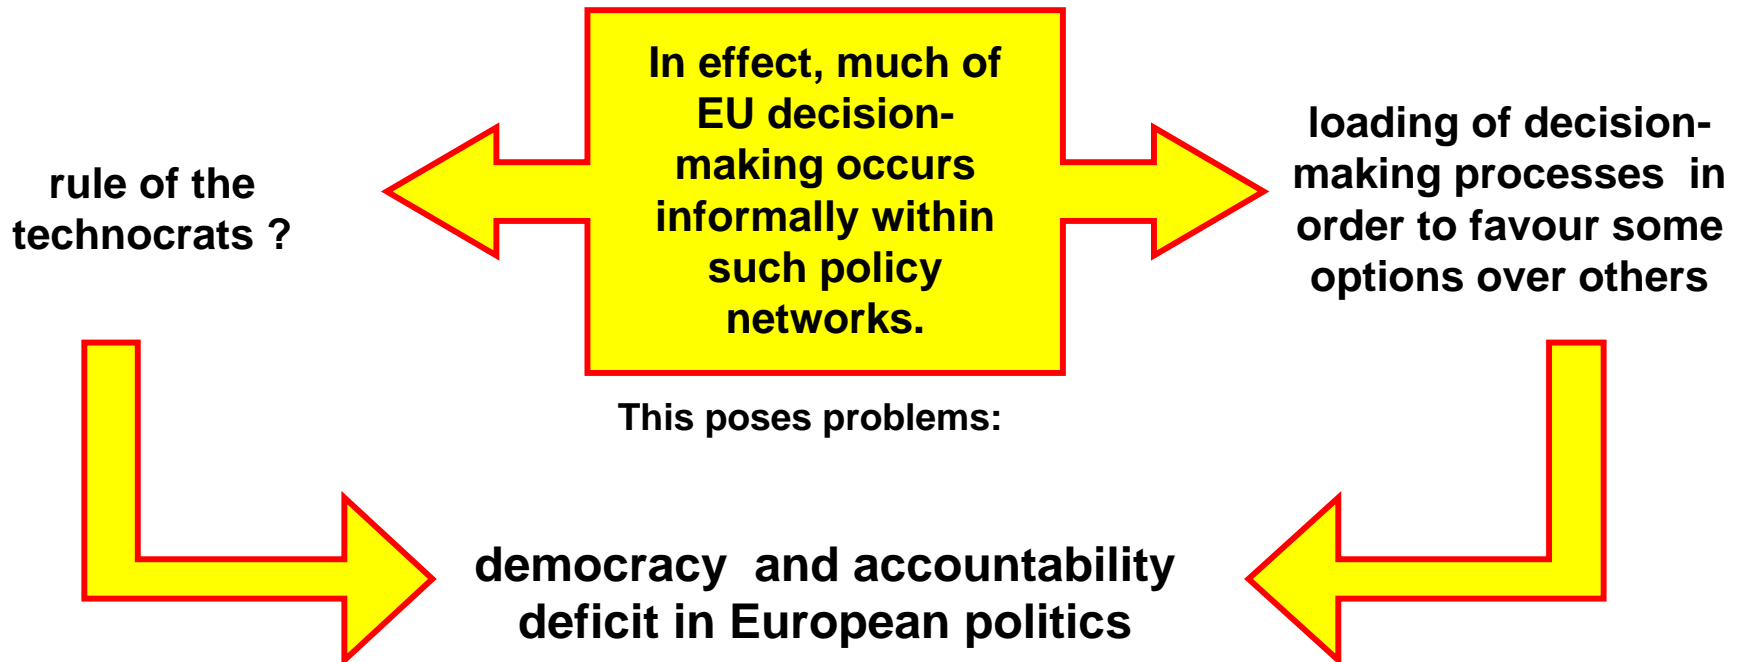 In effect, much of
EU decision-
making occurs
informally within
such policy
networks.
rule of the
technocrats ?
loading of decision-
making processes  in
order to favour some
options over others
This poses problems:
democracy  and accountability
deficit in European politics